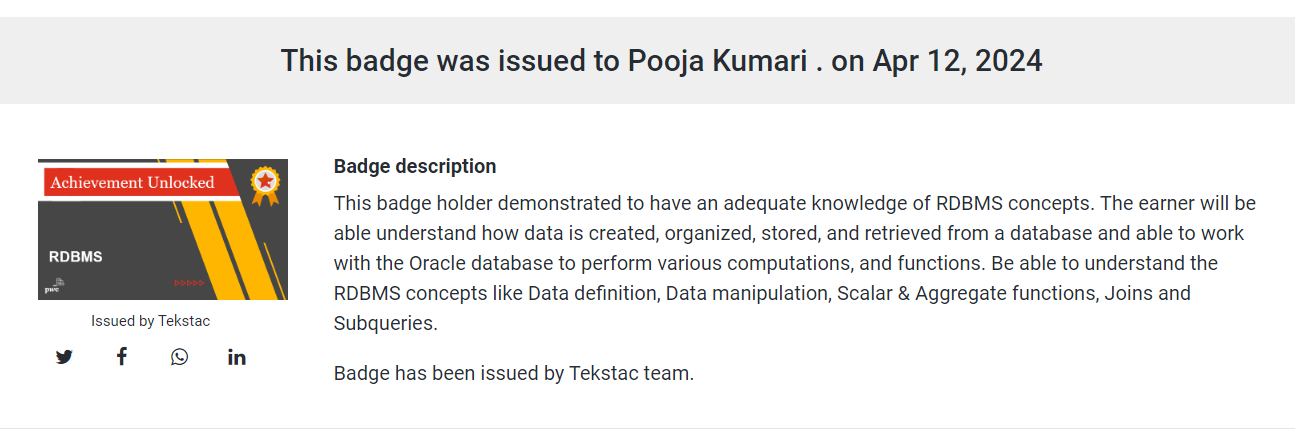 This badge was issued to Pooja Kumari . on Apr 12, 2024
Achievement Unlocked
RDBMS
pwc
Issued by Tekstac
Badge description
This badge holder demonstrated to have an adequate knowledge of RDBMS concepts. The earner will be
able understand how data is created, organized, stored, and retrieved from a database and able to work
with the Oracle database to perform various computations, and functions. Be able to understand the
RDBMS concepts like Data definition, Data manipulation, Scalar & Aggregate functions, Joins and
Subqueries.
Badge has been issued by Tekstac team.